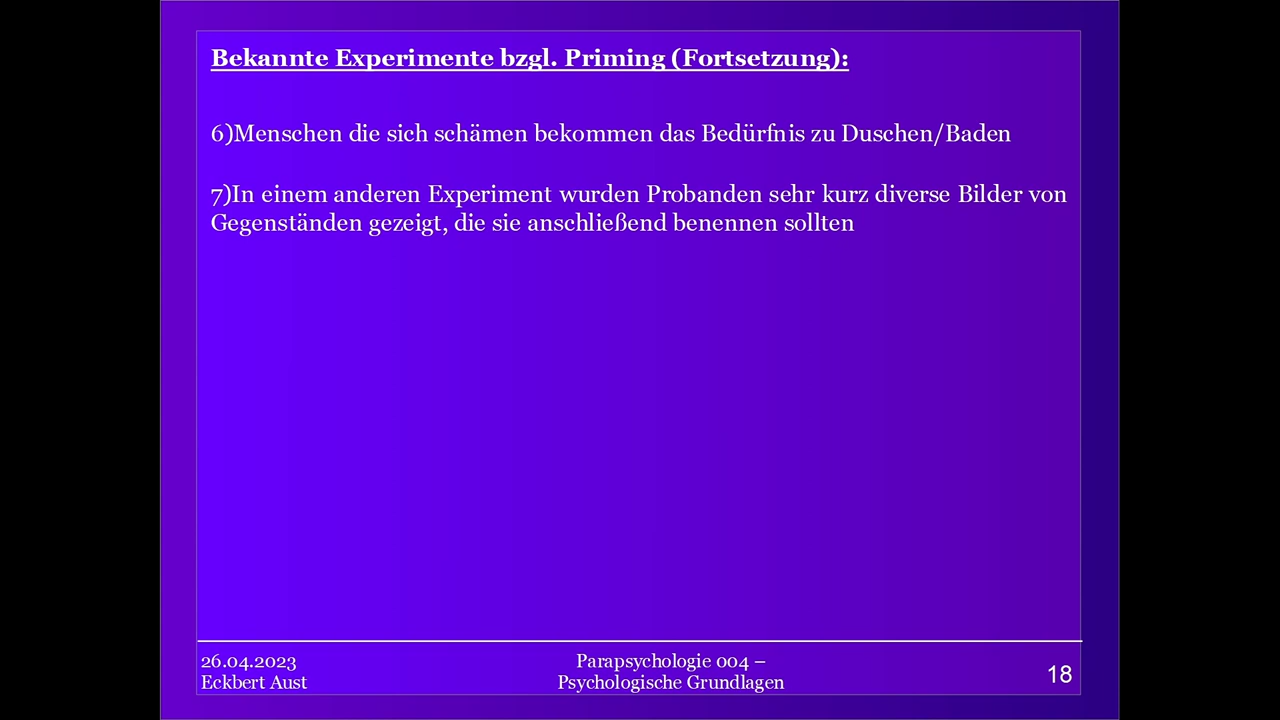 Bekannte Experimente bzgl. Priming (Fortsetzung):
6)Menschen die sich schämen bekommen das Bedürfnis zu Duschen/Baden
7)In einem anderen Experiment wurden Probanden sehr kurz diverse Bilder von
Gegenständen gezeigt, die sie anschließend benennen sollten
26.04.2023
Eckbert Aust
Parapsychologie 004 –
Psychologische Grundlagen
18